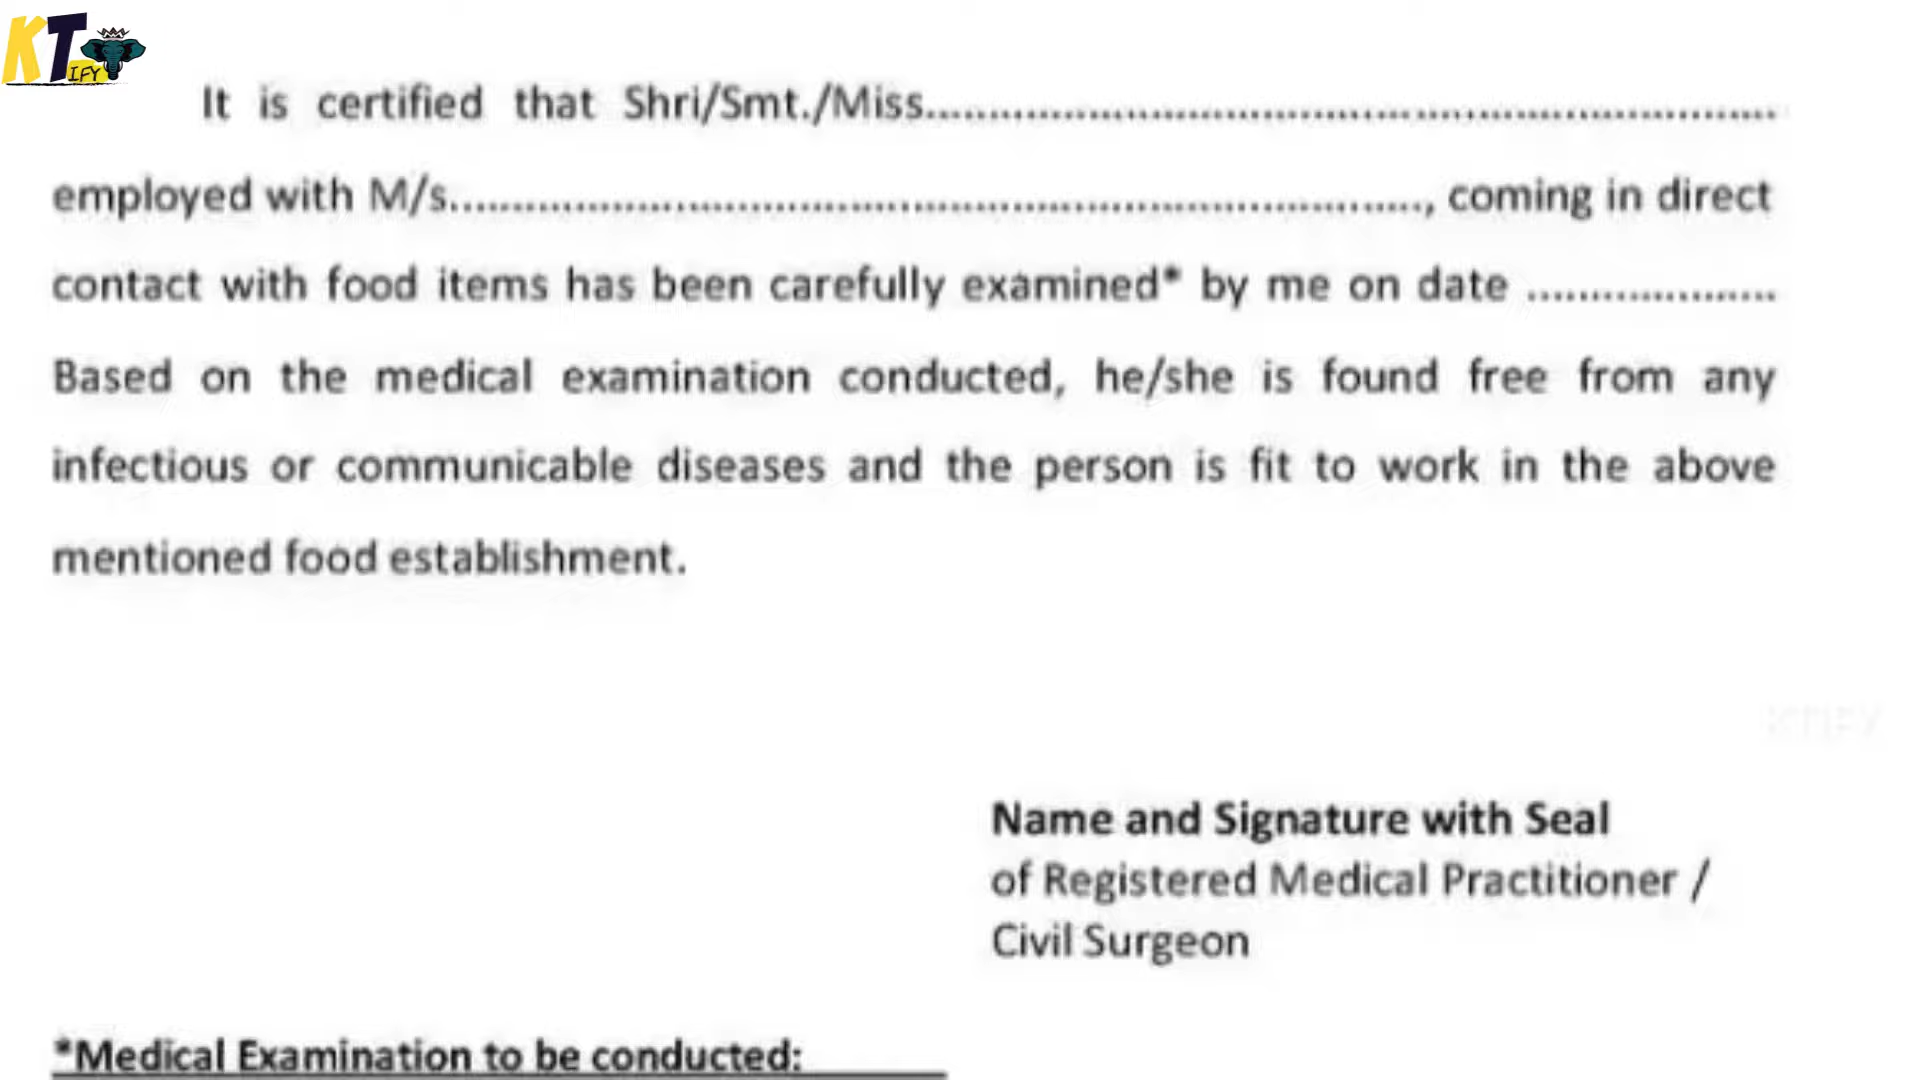 KTIFY
It is certified that Shri/Smt./Miss........................................................................
employed with M/s................................................................................, coming in direct
contact with food items has been carefully examined* by me on date ....................
Based on the medical examination conducted, he/she is found free from any
infectious or communicable diseases and the person is fit to work in the above
mentioned food establishment.
KTIFY
Name and Signature with Seal
of Registered Medical Practitioner /
Civil Surgeon
*Medical Examination to be conducted: